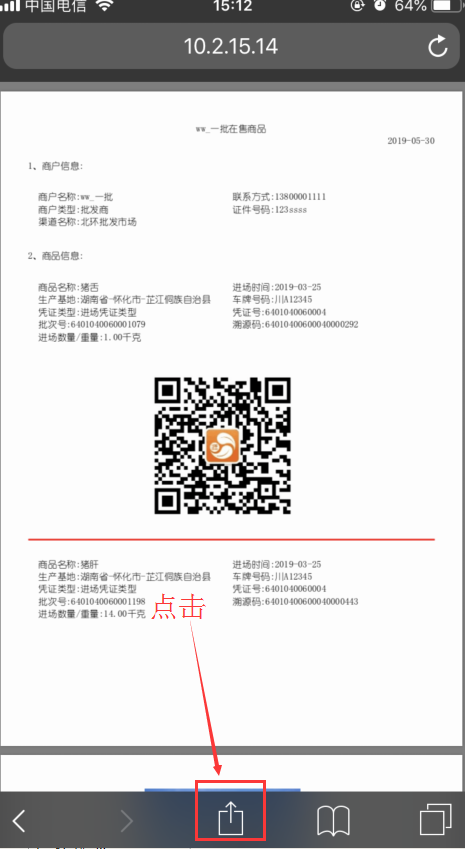 中国电信 15:12 64%
10.2.15.14
ww_一批在售商品
2019-05-30
1、商户信息:
商户名称:ww_一批 联系方式:13800001111
商户类型:批发商 证件号码:123ssss
渠道名称:北环批发市场
2、商品信息:
商品名称:猪舌 进场时间:2019-03-25
生产基地:湖南省-怀化市-芷江侗族自治县 车牌号码:川A12345
凭证类型:进场凭证类型 凭证号:6401040060004
批次号:6401040060001079 溯源码:64010400600040000292
进场数量/重量:1.00千克
商品名称:猪肝 进场时间:2019-03-25
生产基地:湖南省-怀化市-芷江侗族自治县 车牌号码:川A12345
凭证类型:进场凭证类型 凭证号:6401040060004
批次号:6401040060001198 溯源码:64010400600040000443
进场数量/重量:14.00千克
点击